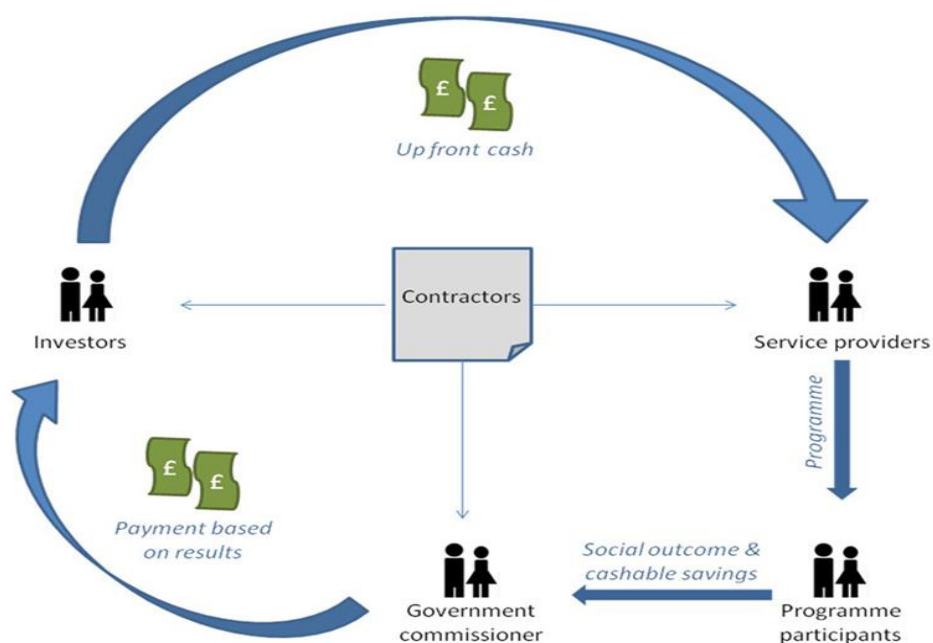 £ £
Up front cash
Contractors
Investors
Service providers
Programme
£ £
Payment based
on results
Social outcome &
cashable savings
Government
commissioner
Programme
participants